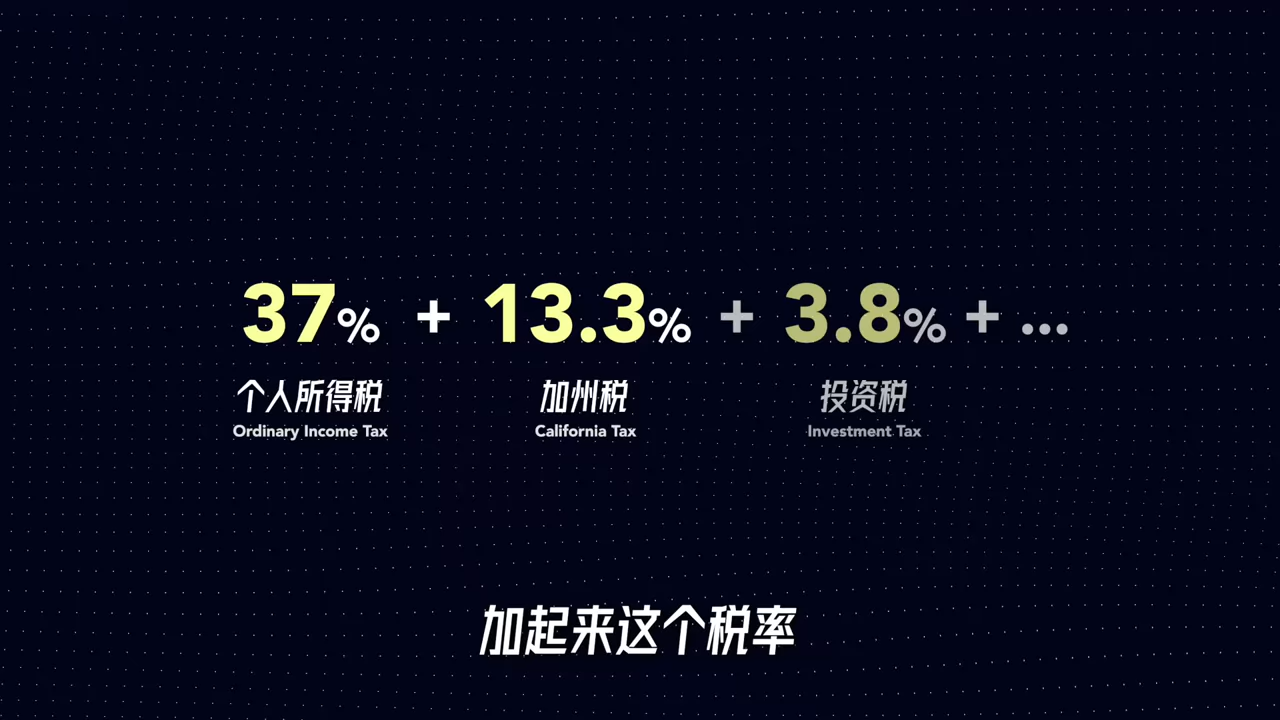 37% + 13.3% + 3.8% + ...
个人所得税 加州税 投资税
Ordinary Income Tax California Tax Investment Tax
加起来这个税率